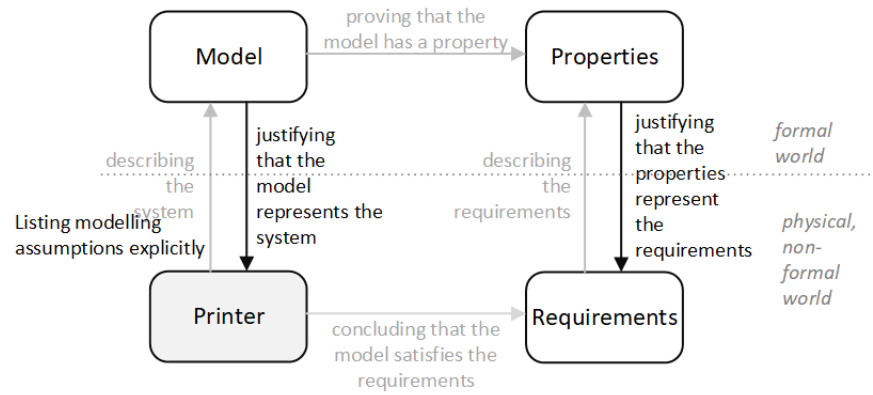 proving that the
model has a property
Model
Properties
describing
the
system
justifying
that the
model
represents the
system
describing
the
requirements
justifying
that the
properties
represent
the
requirements
formal
world
Listing modelling
assumptions explicitly
physical,
non-
formal
world
Printer
Requirements
concluding that the
model satisfies the
requirements